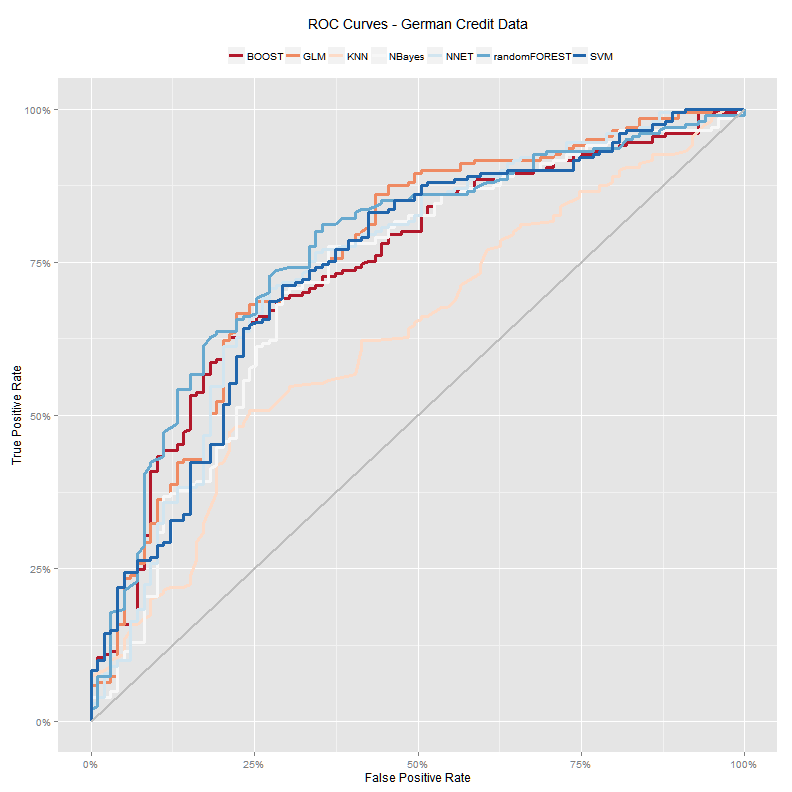 ROC Curves - German Credit Data
BOOST GLM KNN NBayes NNET randomFOREST SVM
100%
75%
50%
25%
0%
True Positive Rate
0% 25% 50% 75% 100%
False Positive Rate